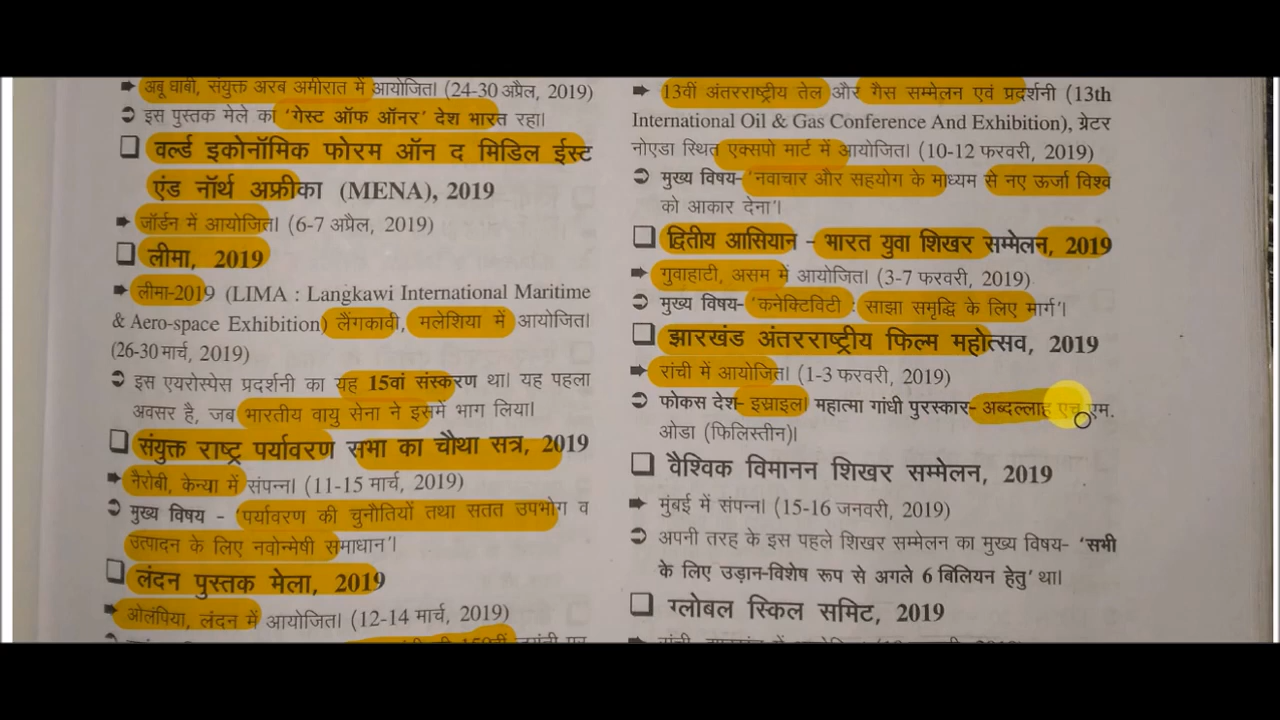 ➨ अबू धाबी, संयुक्त अरब अमीरात में आयोजित। (24-30 अप्रैल, 2019)
➲ इस पुस्तक मेले का 'गेस्ट ऑफ ऑनर' देश भारत रहा।
❑ वर्ल्ड इकोनॉमिक फोरम ऑन द मिडिल ईस्ट
एंड नॉर्थ अफ्रीका (MENA), 2019
➨ जॉर्डन में आयोजित। (6-7 अप्रैल, 2019)
❑ लीमा, 2019
➨ लीमा-2019 (LIMA : Langkawi International Maritime
& Aero-space Exhibition) लैंगकावी, मलेशिया में आयोजित।
(26-30 मार्च, 2019)
➲ इस एयरोस्पेस प्रदर्शनी का यह 15वां संस्करण था। यह पहला
अवसर है, जब भारतीय वायु सेना ने इसमें भाग लिया।
❑ संयुक्त राष्ट्र पर्यावरण सभा का चौथा सत्र, 2019
➨ नैरोबी, केन्या में संपन्न। (11-15 मार्च, 2019)
➲ मुख्य विषय - 'पर्यावरण की चुनौतियों तथा सतत उपभोग व
उत्पादन के लिए नवोन्मेषी समाधान'।
❑ लंदन पुस्तक मेला, 2019
➨ ओलंपिया, लंदन में आयोजित। (12-14 मार्च, 2019)
➨ 13वीं अंतरराष्ट्रीय तेल और गैस सम्मेलन एवं प्रदर्शनी (13th
International Oil & Gas Conference And Exhibition), ग्रेटर
नोएडा स्थित एक्सपो मार्ट में आयोजित। (10-12 फरवरी, 2019)
➲ मुख्य विषय- 'नवाचार और सहयोग के माध्यम से नए ऊर्जा विश्व
को आकार देना'।
❑ द्वितीय आसियान - भारत युवा शिखर सम्मेलन, 2019
➨ गुवाहाटी, असम में आयोजित। (3-7 फरवरी, 2019)
➲ मुख्य विषय- 'कनेक्टिविटी : साझा समृद्धि के लिए मार्ग'।
❑ झारखंड अंतरराष्ट्रीय फिल्म महोत्सव, 2019
➨ रांची में आयोजित। (1-3 फरवरी, 2019)
➲ फोकस देश- इस्राइल। महात्मा गांधी पुरस्कार- अब्दल्लाह एच.एम.
ओडा (फिलिस्तीन)।
❑ वैश्विक विमानन शिखर सम्मेलन, 2019
➨ मुंबई में संपन्न। (15-16 जनवरी, 2019)
➲ अपनी तरह के इस पहले शिखर सम्मेलन का मुख्य विषय- 'सभी
के लिए उड़ान-विशेष रूप से अगले 6 बिलियन हेतु' था।
❑ ग्लोबल स्किल समिट, 2019